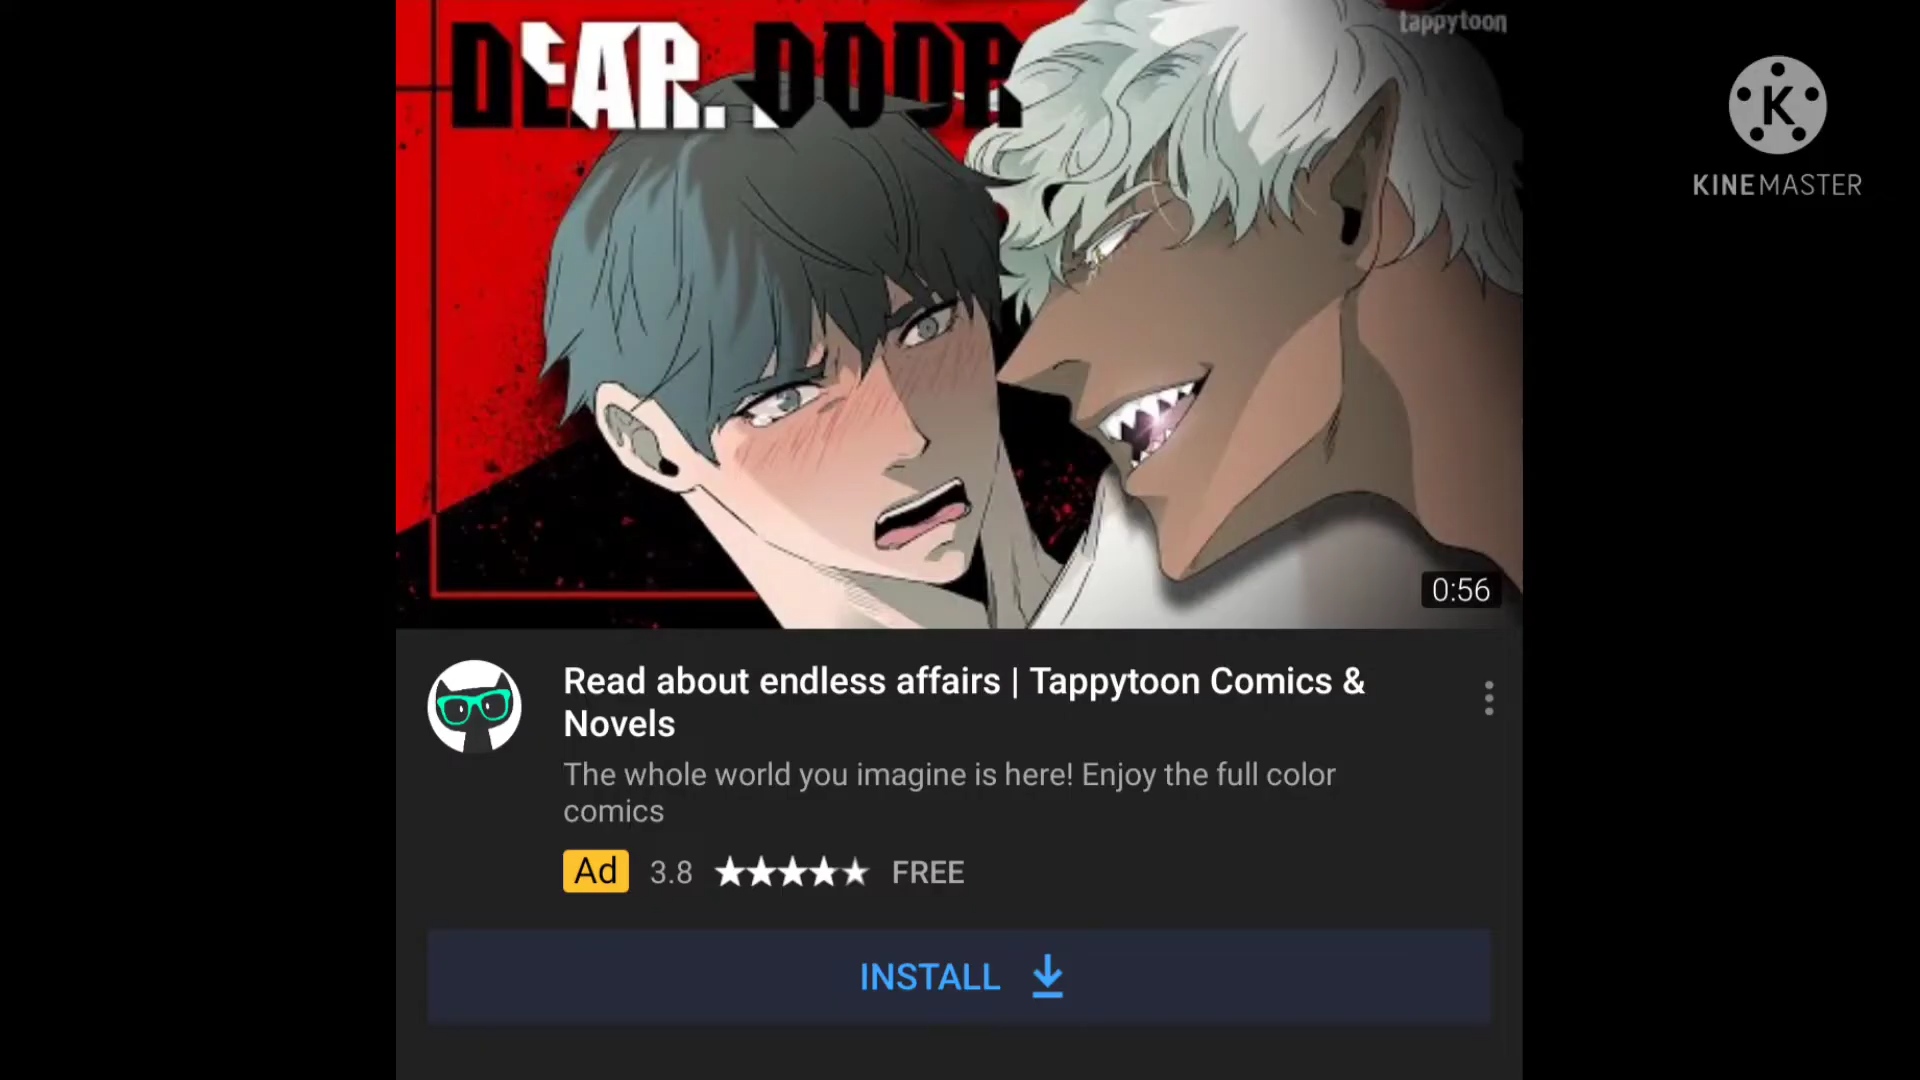 DEAR. DOOR
tappytoon
K
KINEMASTER
0:56
Read about endless affairs | Tappytoon Comics &
Novels
The whole world you imagine is here! Enjoy the full color
comics
Ad 3.8 FREE
INSTALL